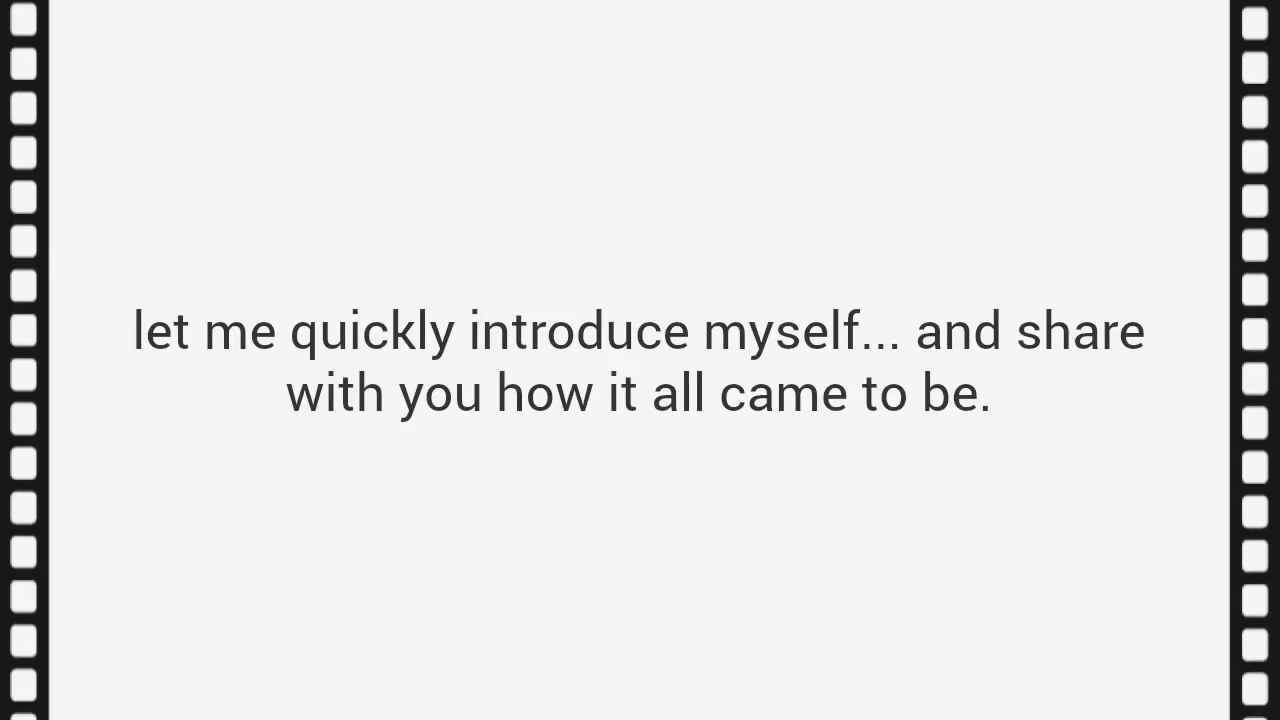 let me quickly introduce myself... and share
with you how it all came to be.